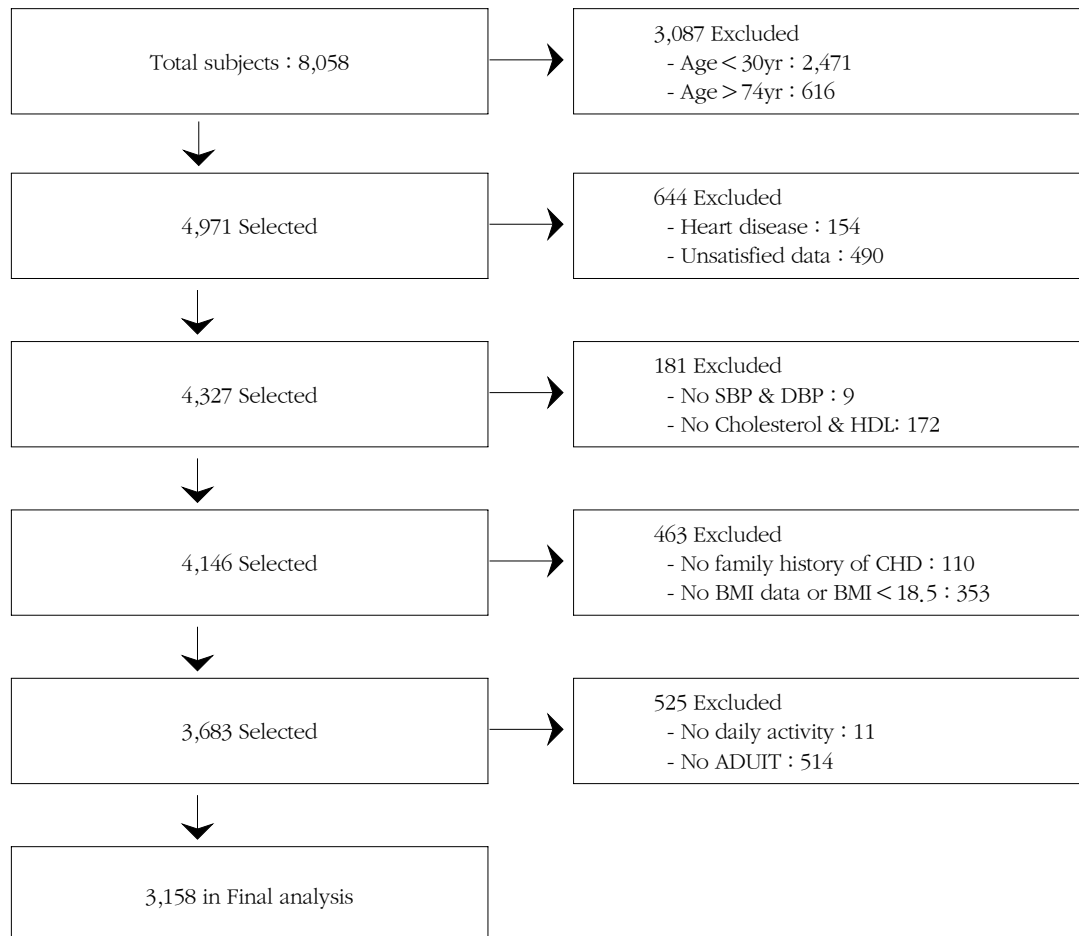 Total subjects : 8,058
3,087 Excluded
- Age < 30yr : 2,471
- Age > 74yr : 616
4,971 Selected
644 Excluded
- Heart disease : 154
- Unsatisfied data : 490
4,327 Selected
181 Excluded
- No SBP & DBP : 9
- No Cholesterol & HDL: 172
4,146 Selected
463 Excluded
- No family history of CHD : 110
- No BMI data or BMI < 18.5 : 353
3,683 Selected
525 Excluded
- No daily activity : 11
- No ADUIT : 514
3,158 in Final analysis